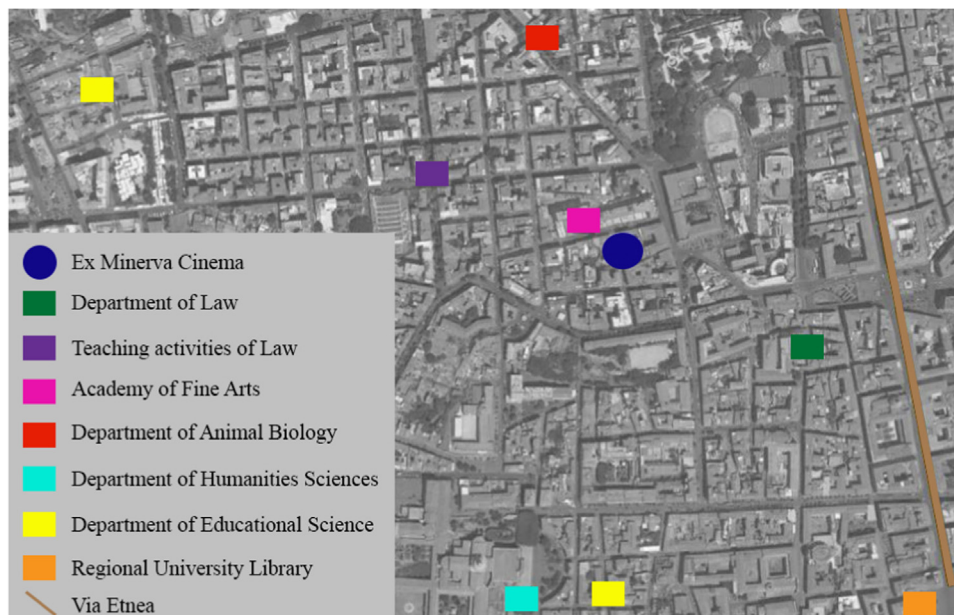 Ex Minerva Cinema
Department of Law
Teaching activities of Law
Academy of Fine Arts
Department of Animal Biology
Department of Humanities Sciences
Department of Educational Science
Regional University Library
Via Etnea